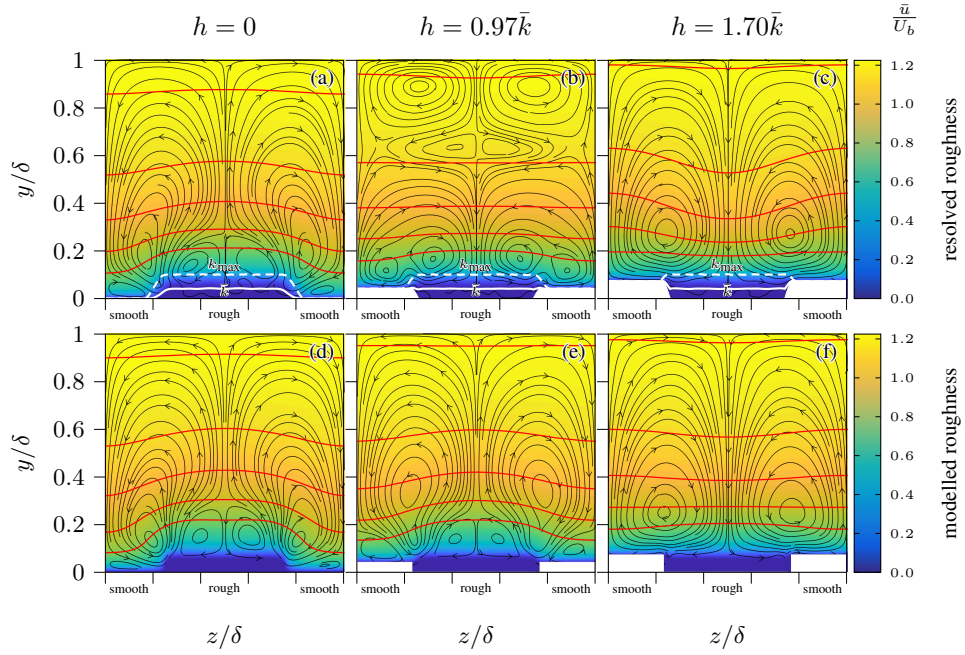 h = 0 h = 0.97k̄ h = 1.70k̄ ū/U_b
1 (a) (b) (c) 1.2
0.8 1.0
0.6 0.8
y/δ resolved roughness
0.4 0.6
0.4
0.2 0.2
k_max k_max k_max
k̄ k̄ k̄
0 0.0
smooth rough smooth smooth rough smooth smooth rough smooth
1 (d) (e) (f) 1.2
0.8 1.0
0.6 0.8
y/δ modelled roughness
0.4 0.6
0.4
0.2 0.2
0 0.0
smooth rough smooth smooth rough smooth smooth rough smooth
z/δ z/δ z/δ